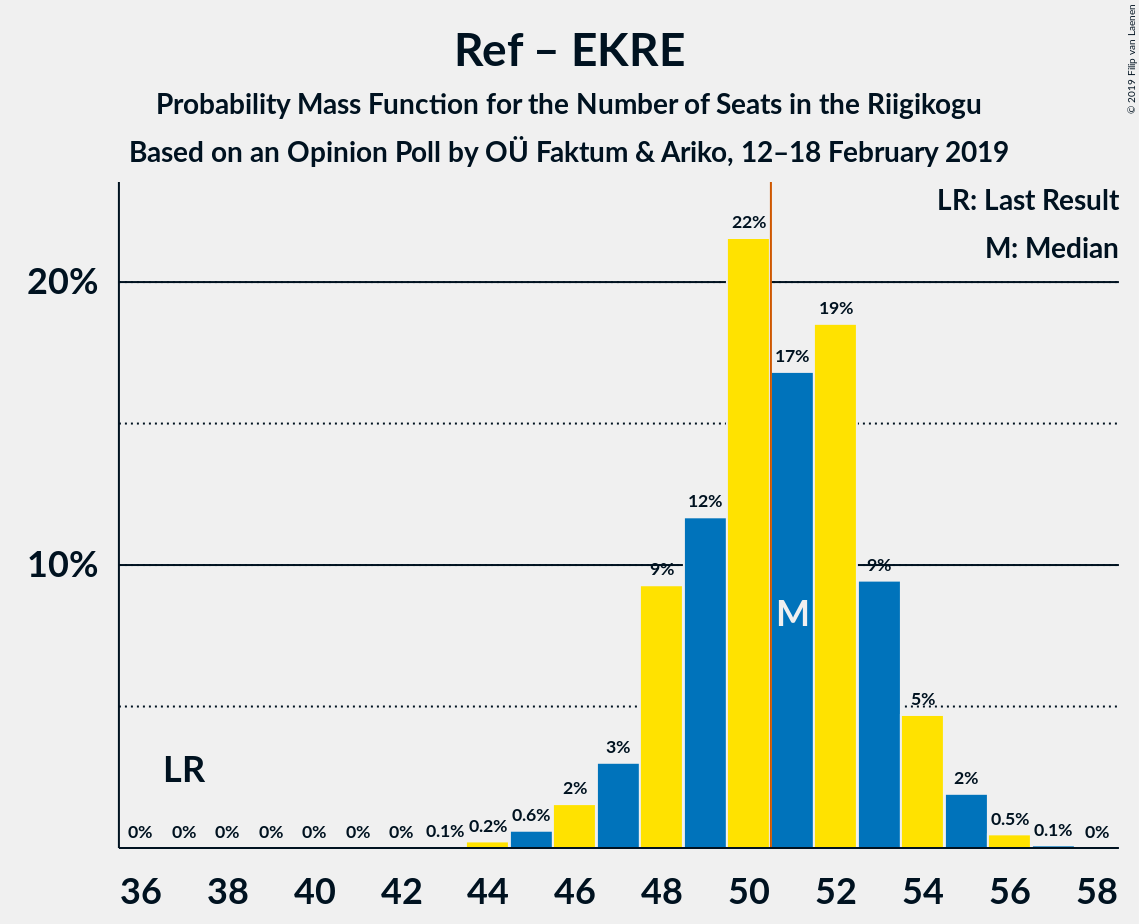 © 2019 Filip van Laenen
Ref – EKRE
Probability Mass Function for the Number of Seats in the Riigikogu
Based on an Opinion Poll by OÜ Faktum & Ariko, 12–18 February 2019
LR: Last Result
M: Median
22%
20%
19%
17%
12%
10%
9%
9%
M
5%
LR
3%
2%
2%
0% 0% 0% 0% 0% 0% 0% 0.1% 0.2% 0.6% 0.5% 0.1% 0%
36 38 40 42 44 46 48 50 52 54 56 58